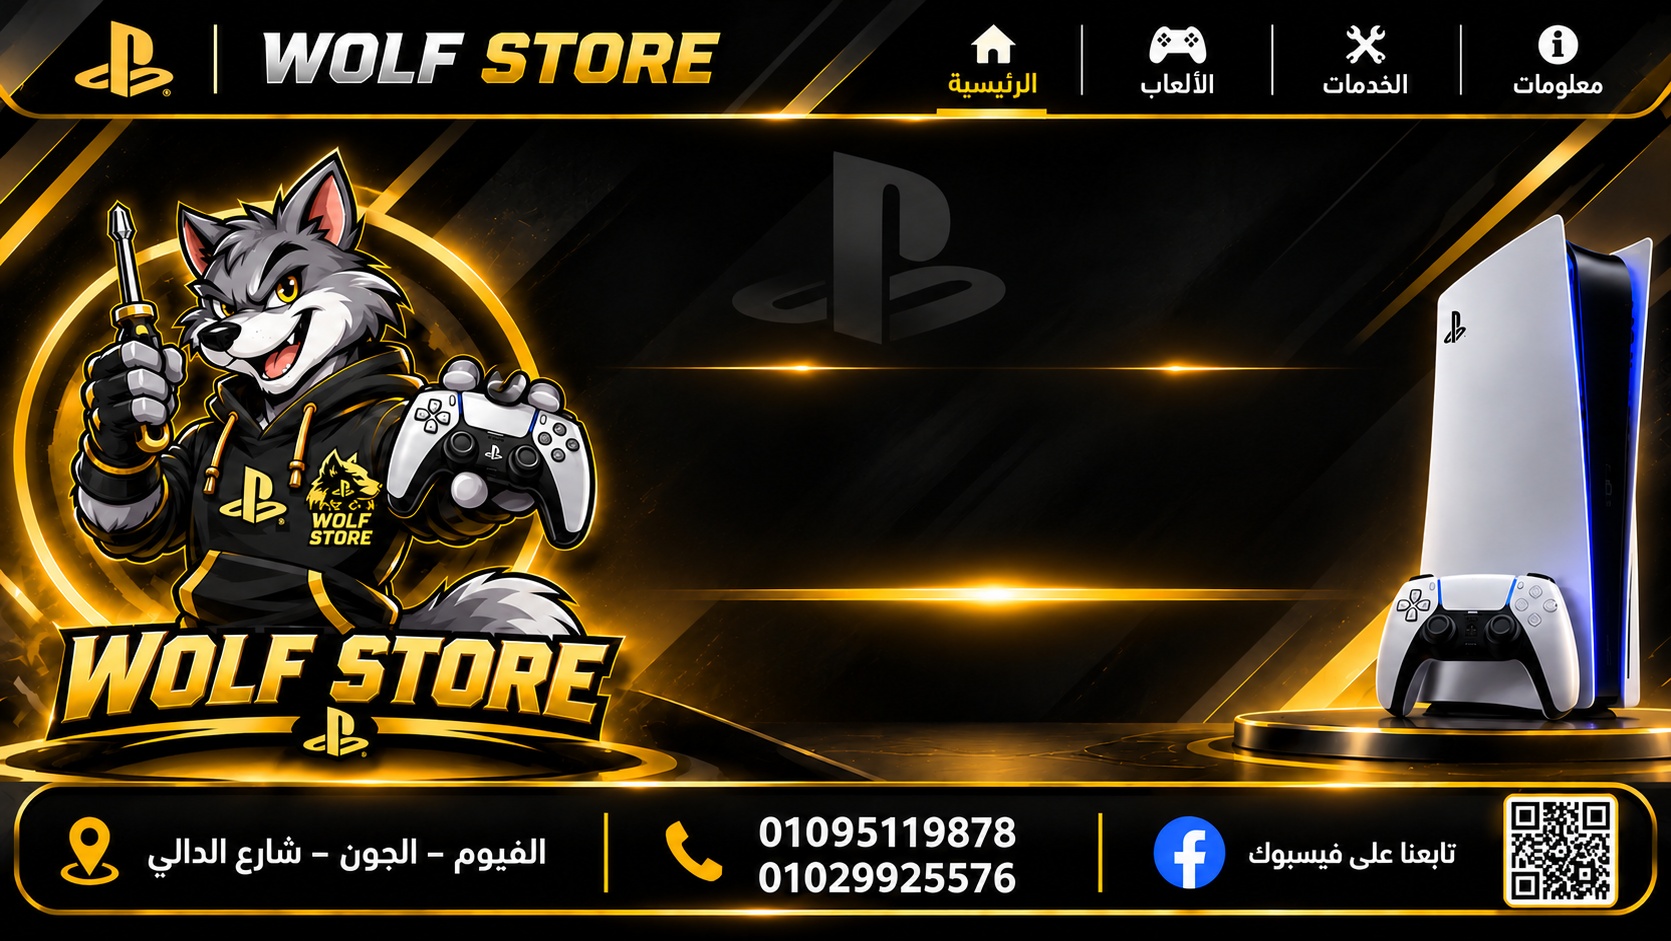 WOLF STORE
الرئيسية
الألعاب
الخدمات
معلومات
WOLF
STORE
WOLF STORE
الفيوم – الجون – شارع الدالي
01095119878
01029925576
تابعنا على فيسبوك